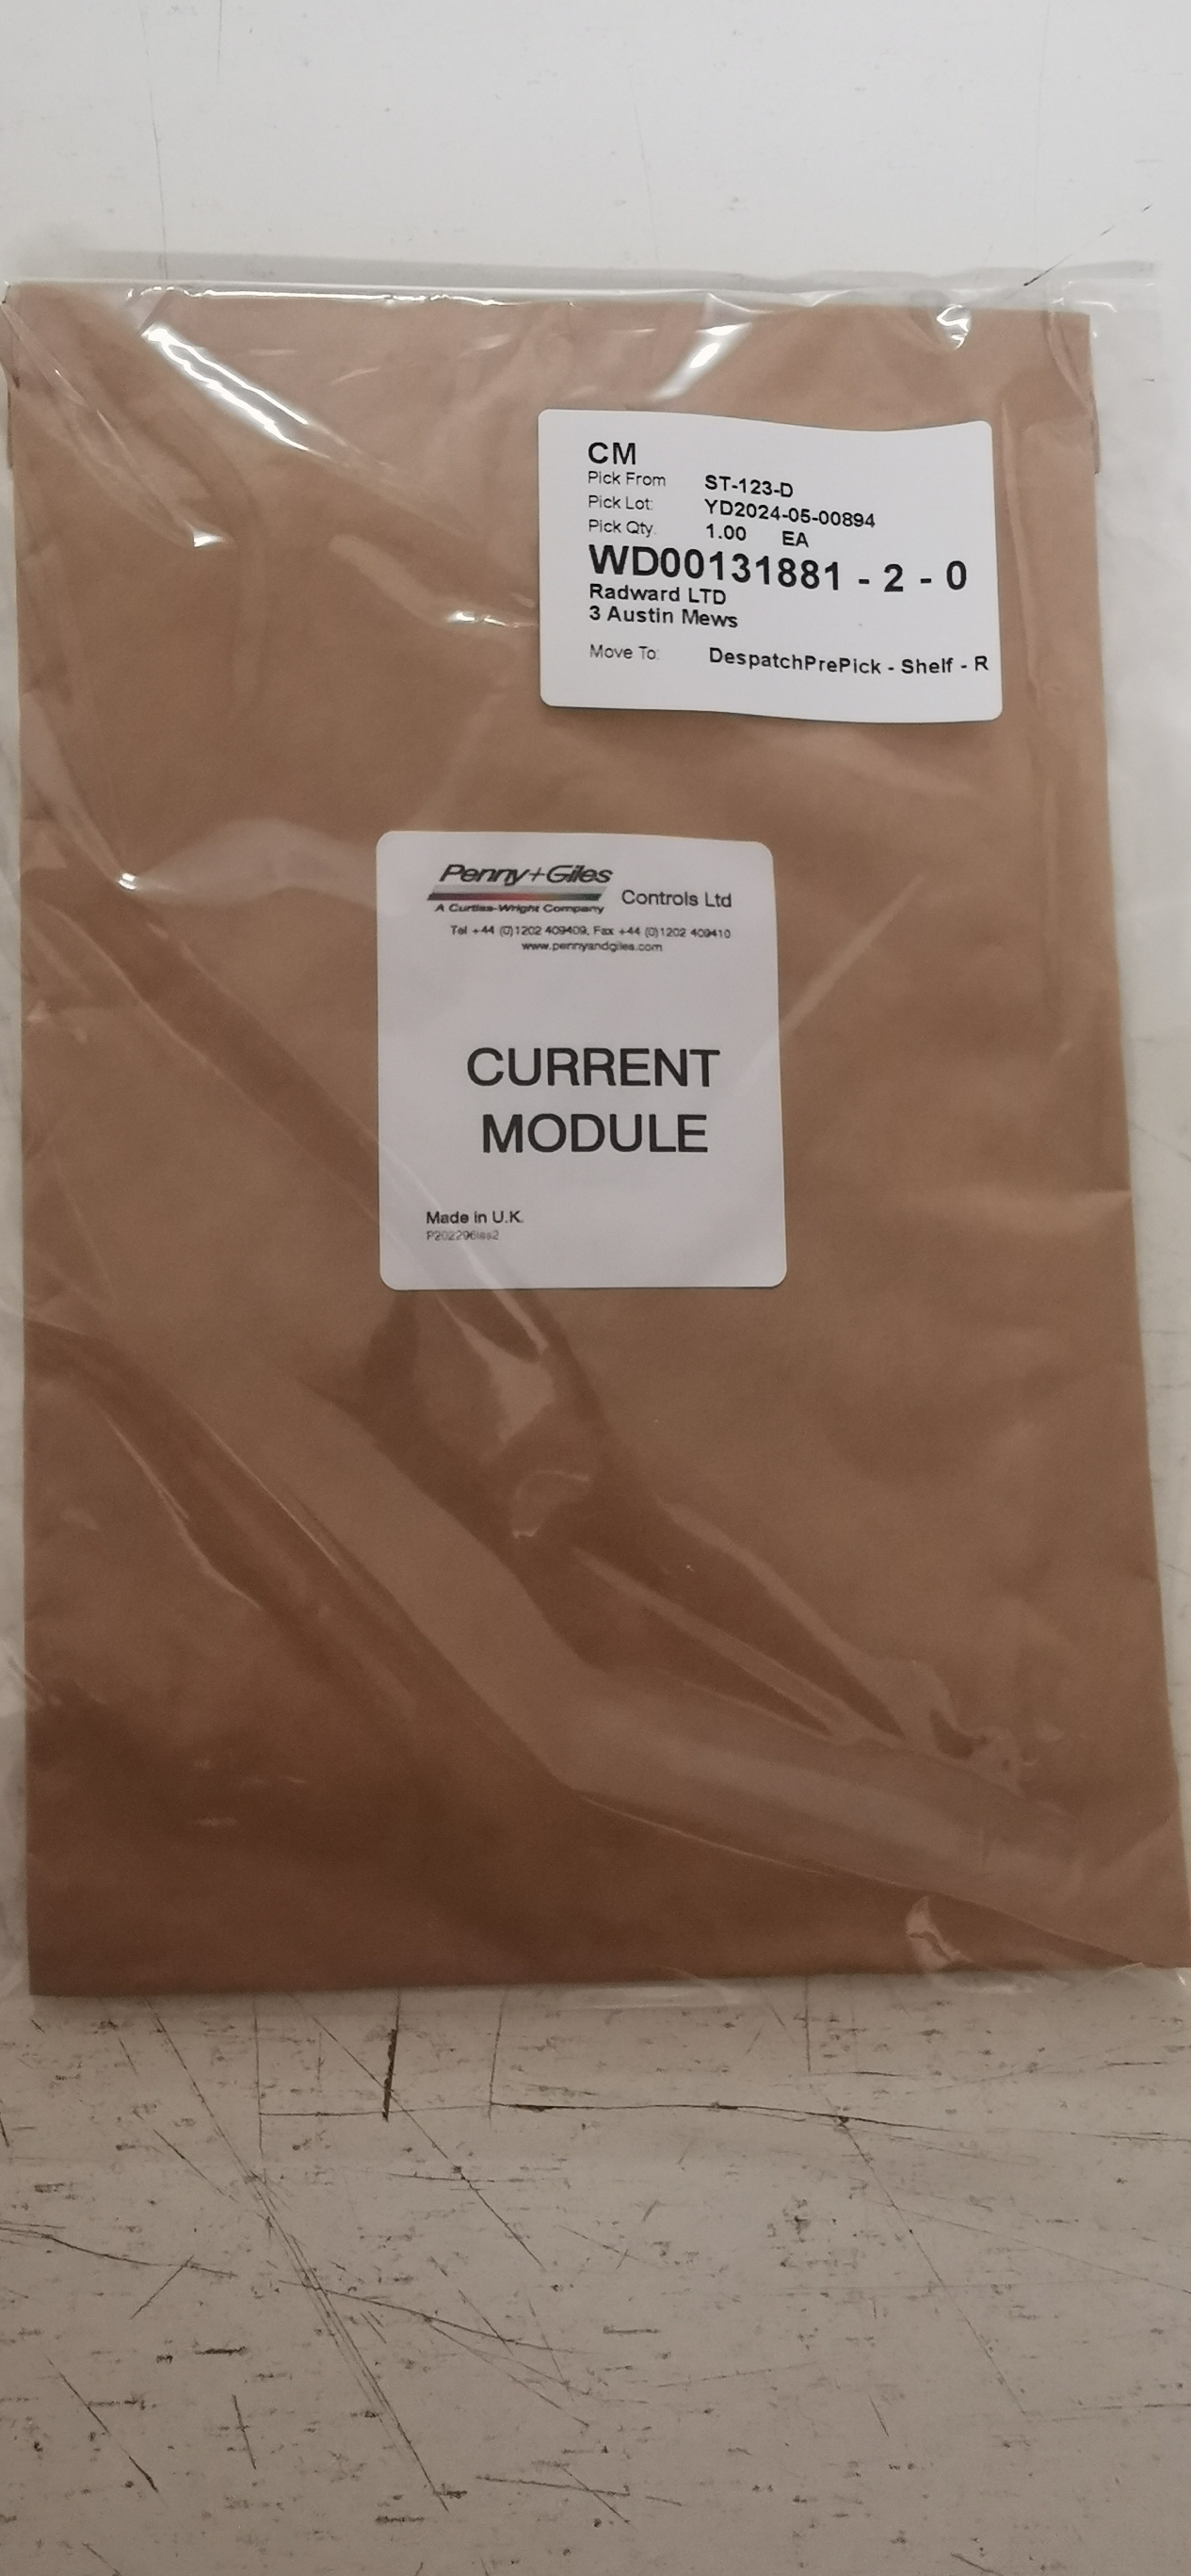 CM
Pick From ST-123-D
Pick Lot: YD2024-05-00894
Pick Qty. 1.00 EA
WD00131881 - 2 - 0
Radward LTD
3 Austin Mews
Move To: DespatchPrePick - Shelf - R
Penny+Giles Controls Ltd
A Curtiss-Wright Company
Tel +44 (0)1202 409409, Fax +44 (0)1202 409410
www.pennyandgiles.com
CURRENT
MODULE
Made in U.K.
P202296iss2